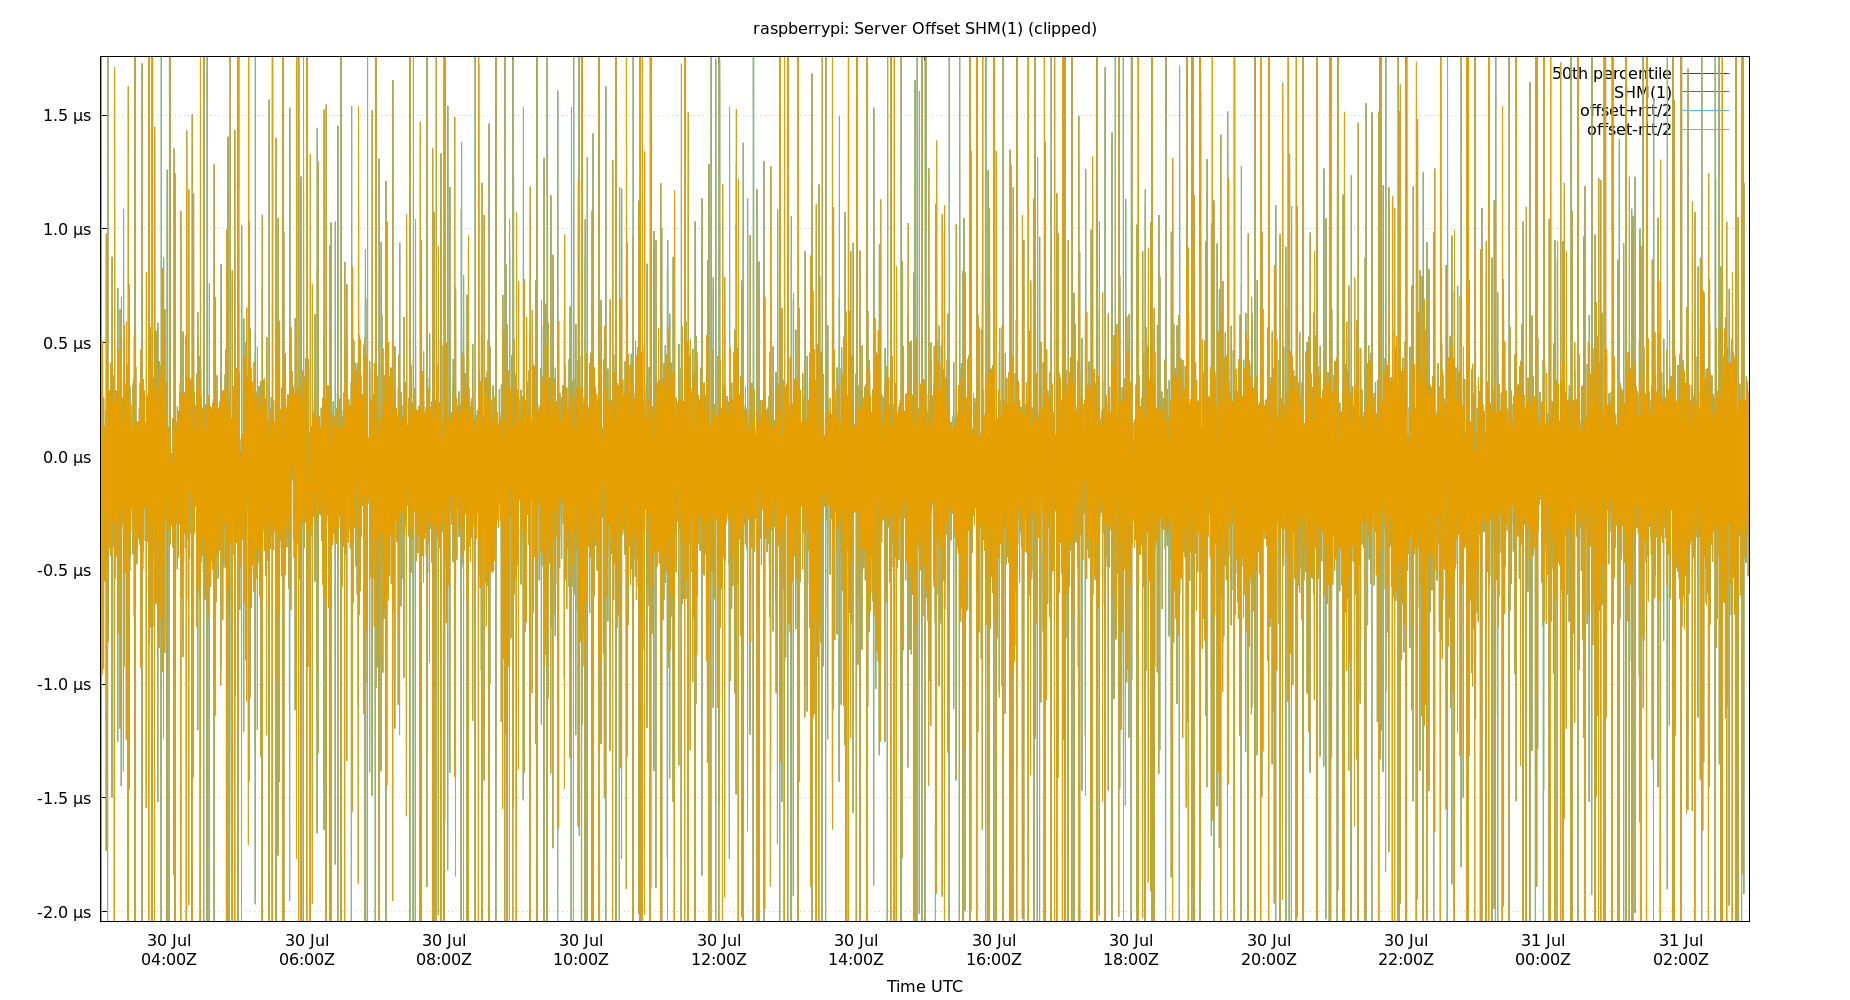 raspberrypi: Server Offset SHM(1) (clipped)
50th percentile
SHM(1)
offset+rtt/2
offset-rtt/2
1.5 µs
1.0 µs
0.5 µs
0.0 µs
-0.5 µs
-1.0 µs
-1.5 µs
-2.0 µs
30 Jul 30 Jul 30 Jul 30 Jul 30 Jul 30 Jul 30 Jul 30 Jul 30 Jul 30 Jul 31 Jul 31 Jul
04:00Z 06:00Z 08:00Z 10:00Z 12:00Z 14:00Z 16:00Z 18:00Z 20:00Z 22:00Z 00:00Z 02:00Z
Time UTC